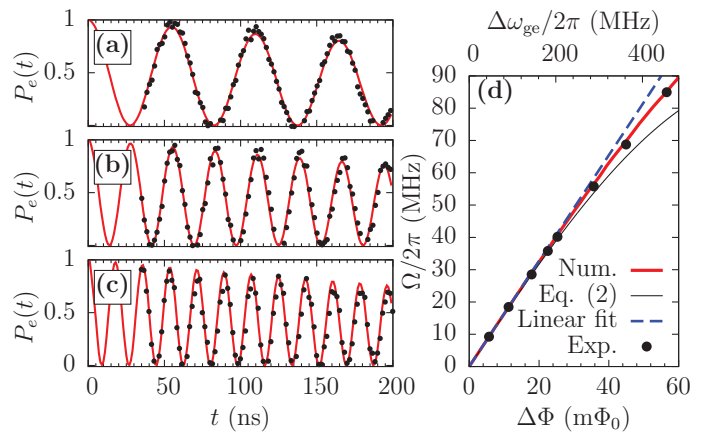 (a)
P_e(t)
1
0.5
0
(b)
P_e(t)
1
0.5
0
(c)
P_e(t)
1
0.5
0
0 50 100 150 200
t (ns)
Δω_ge/2π (MHz)
0 200 400
(d)
Ω/2π (MHz)
90
80
70
60
50
40
30
20
10
0
Num.
Eq. (2)
Linear fit
Exp.
0 20 40 60
ΔΦ (mΦ_0)